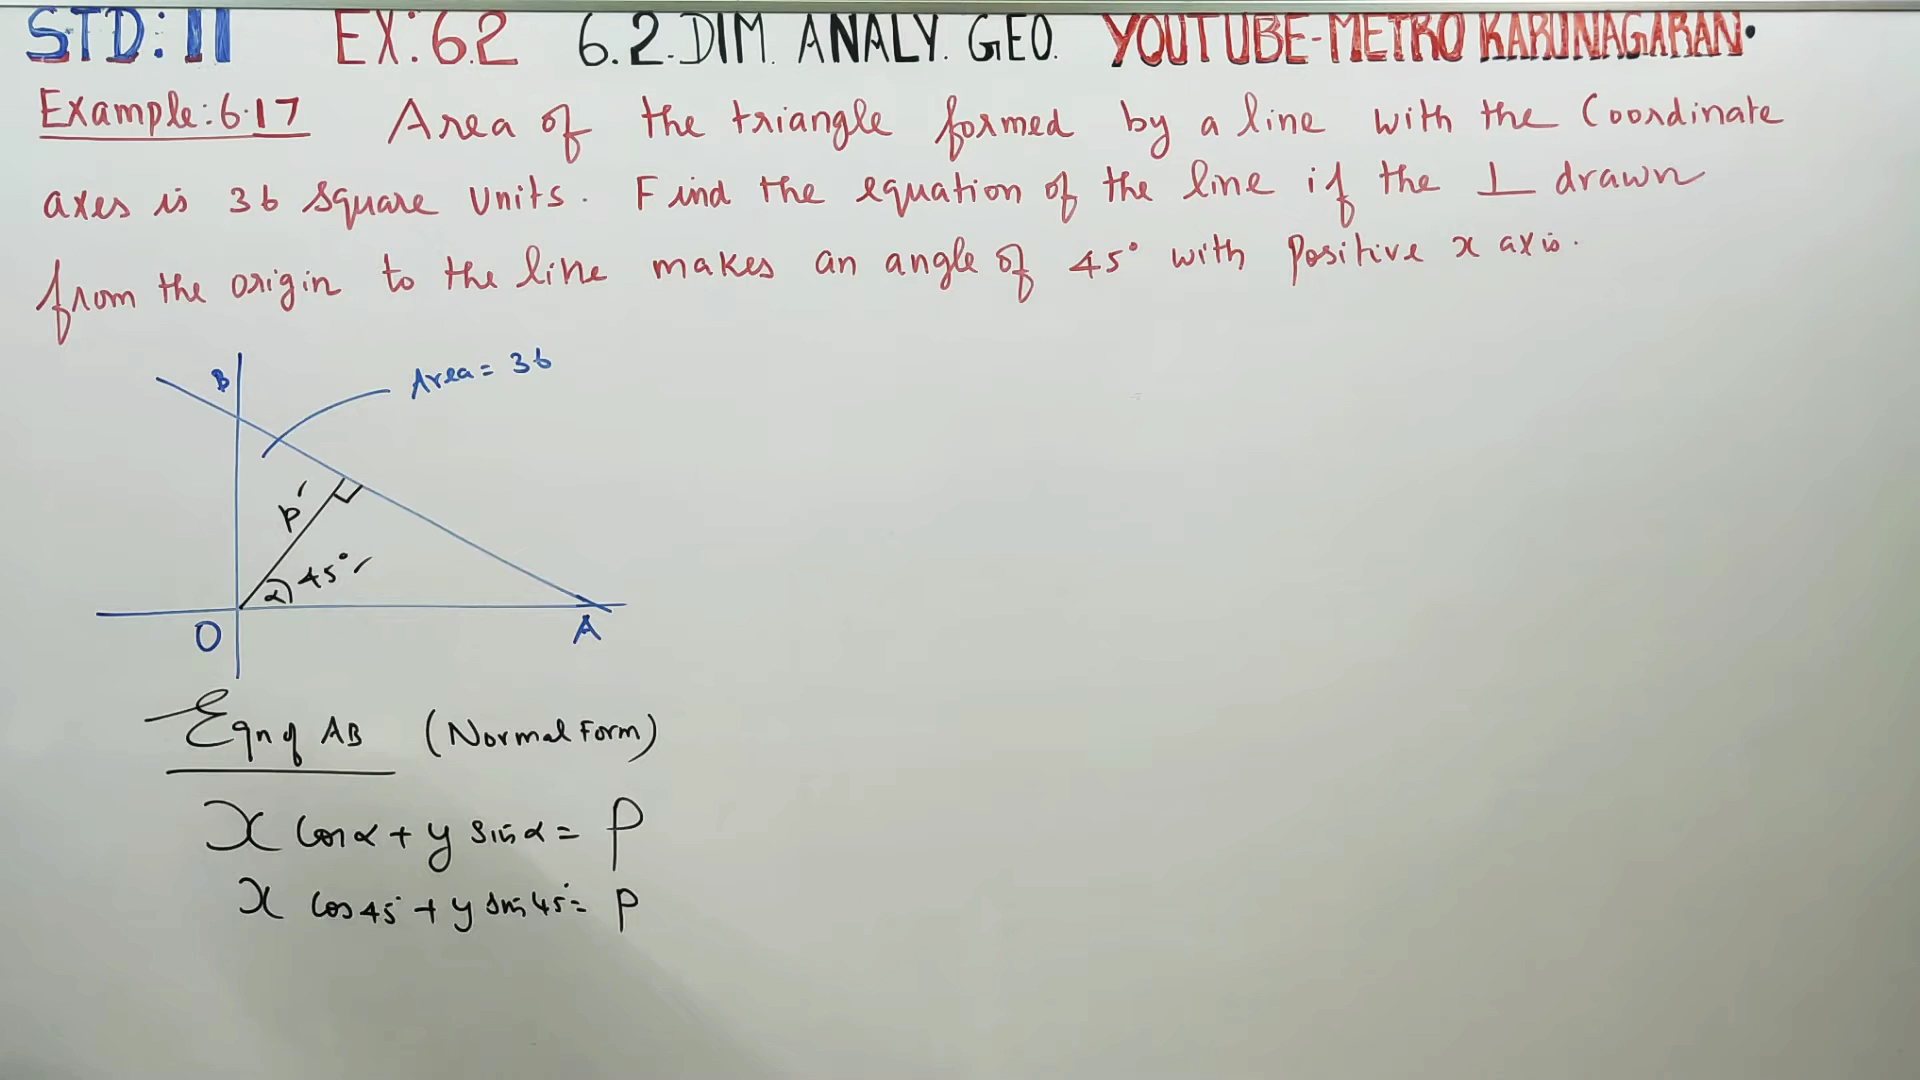 STD: 11 EX: 6.2 6. 2. DIM. ANALY. GEO. YOUTUBE-METRO KARUNAGARAN.
Example: 6.17 Area of the triangle formed by a line with the Coordinate
axes is 36 Square Units. Find the equation of the line if the ⊥ drawn
from the origin to the line makes an angle of 45° with Positive x axis.
B
Area = 36
P
α 45°
O
A
Eqn of AB (Normal Form)
x cos α + y sin α = P
x cos 45° + y sin 45° = P